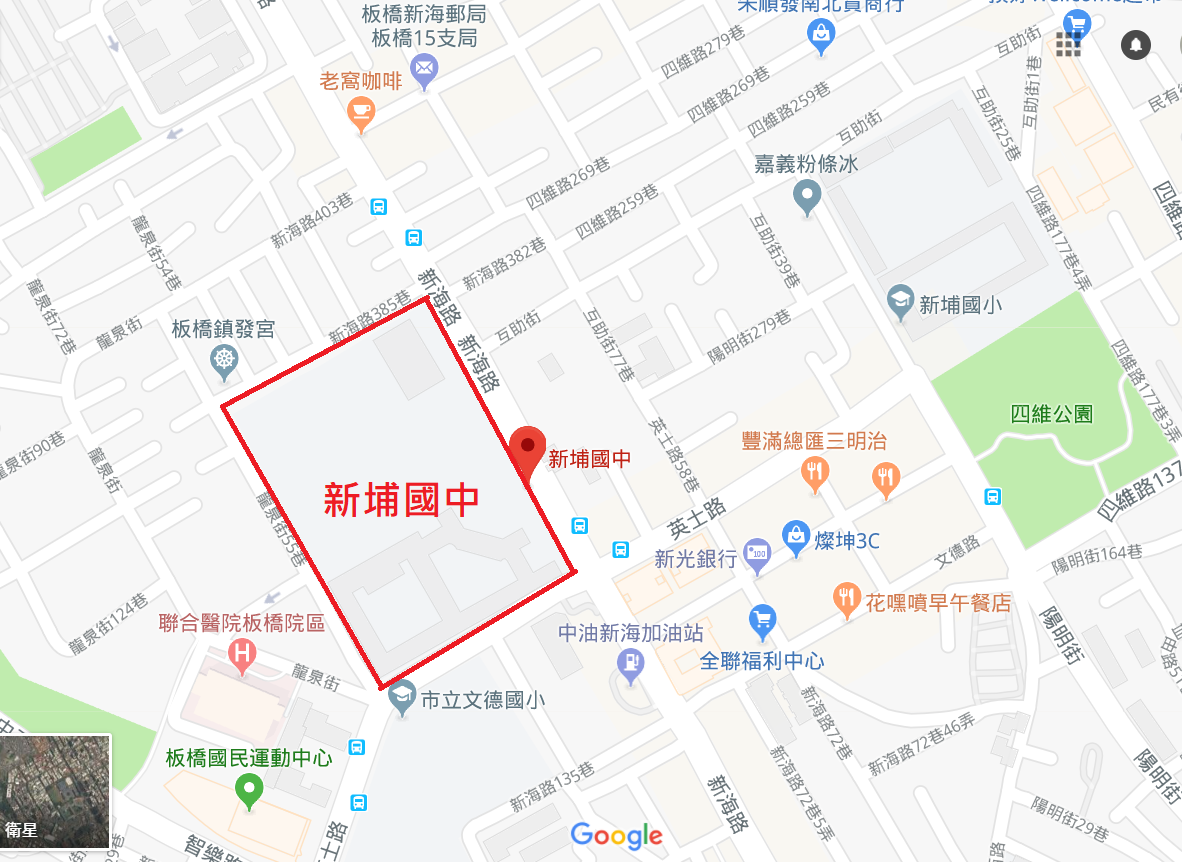 板橋新海郵局
板橋15支局
老窩咖啡
四維路279巷
四維路269巷
四維路259巷
互助街
互助街
互助街1巷
互助街25巷
嘉義粉條冰
四維路177巷4弄
四維路269巷
四維路259巷
新海路403巷
龍泉街54巷
龍泉街72巷
龍泉街
新海路382巷
新海路
新海路385巷
互助街
互助街39巷
新埔國小
板橋鎮發宮
新海路
互助街77巷
陽明街279巷
四維路177巷3弄
四維公園
豐滿總匯三明治
英士路58巷
新埔國中
新埔國中
龍泉街90巷
龍泉街
龍泉街55巷
四維路137
英士路
燦坤3C
新光銀行
文德路
陽明街164巷
花嘿噴早午餐店
龍泉街124巷
聯合醫院板橋院區
中油新海加油站
全聯福利中心
陽明街
龍泉街
市立文德國小
新海路72巷
新海路72巷46弄
板橋國民運動中心
新海路135巷
新海路
新海路72巷5弄
陽明街
陽明街29巷
衛星
智樂路
Google